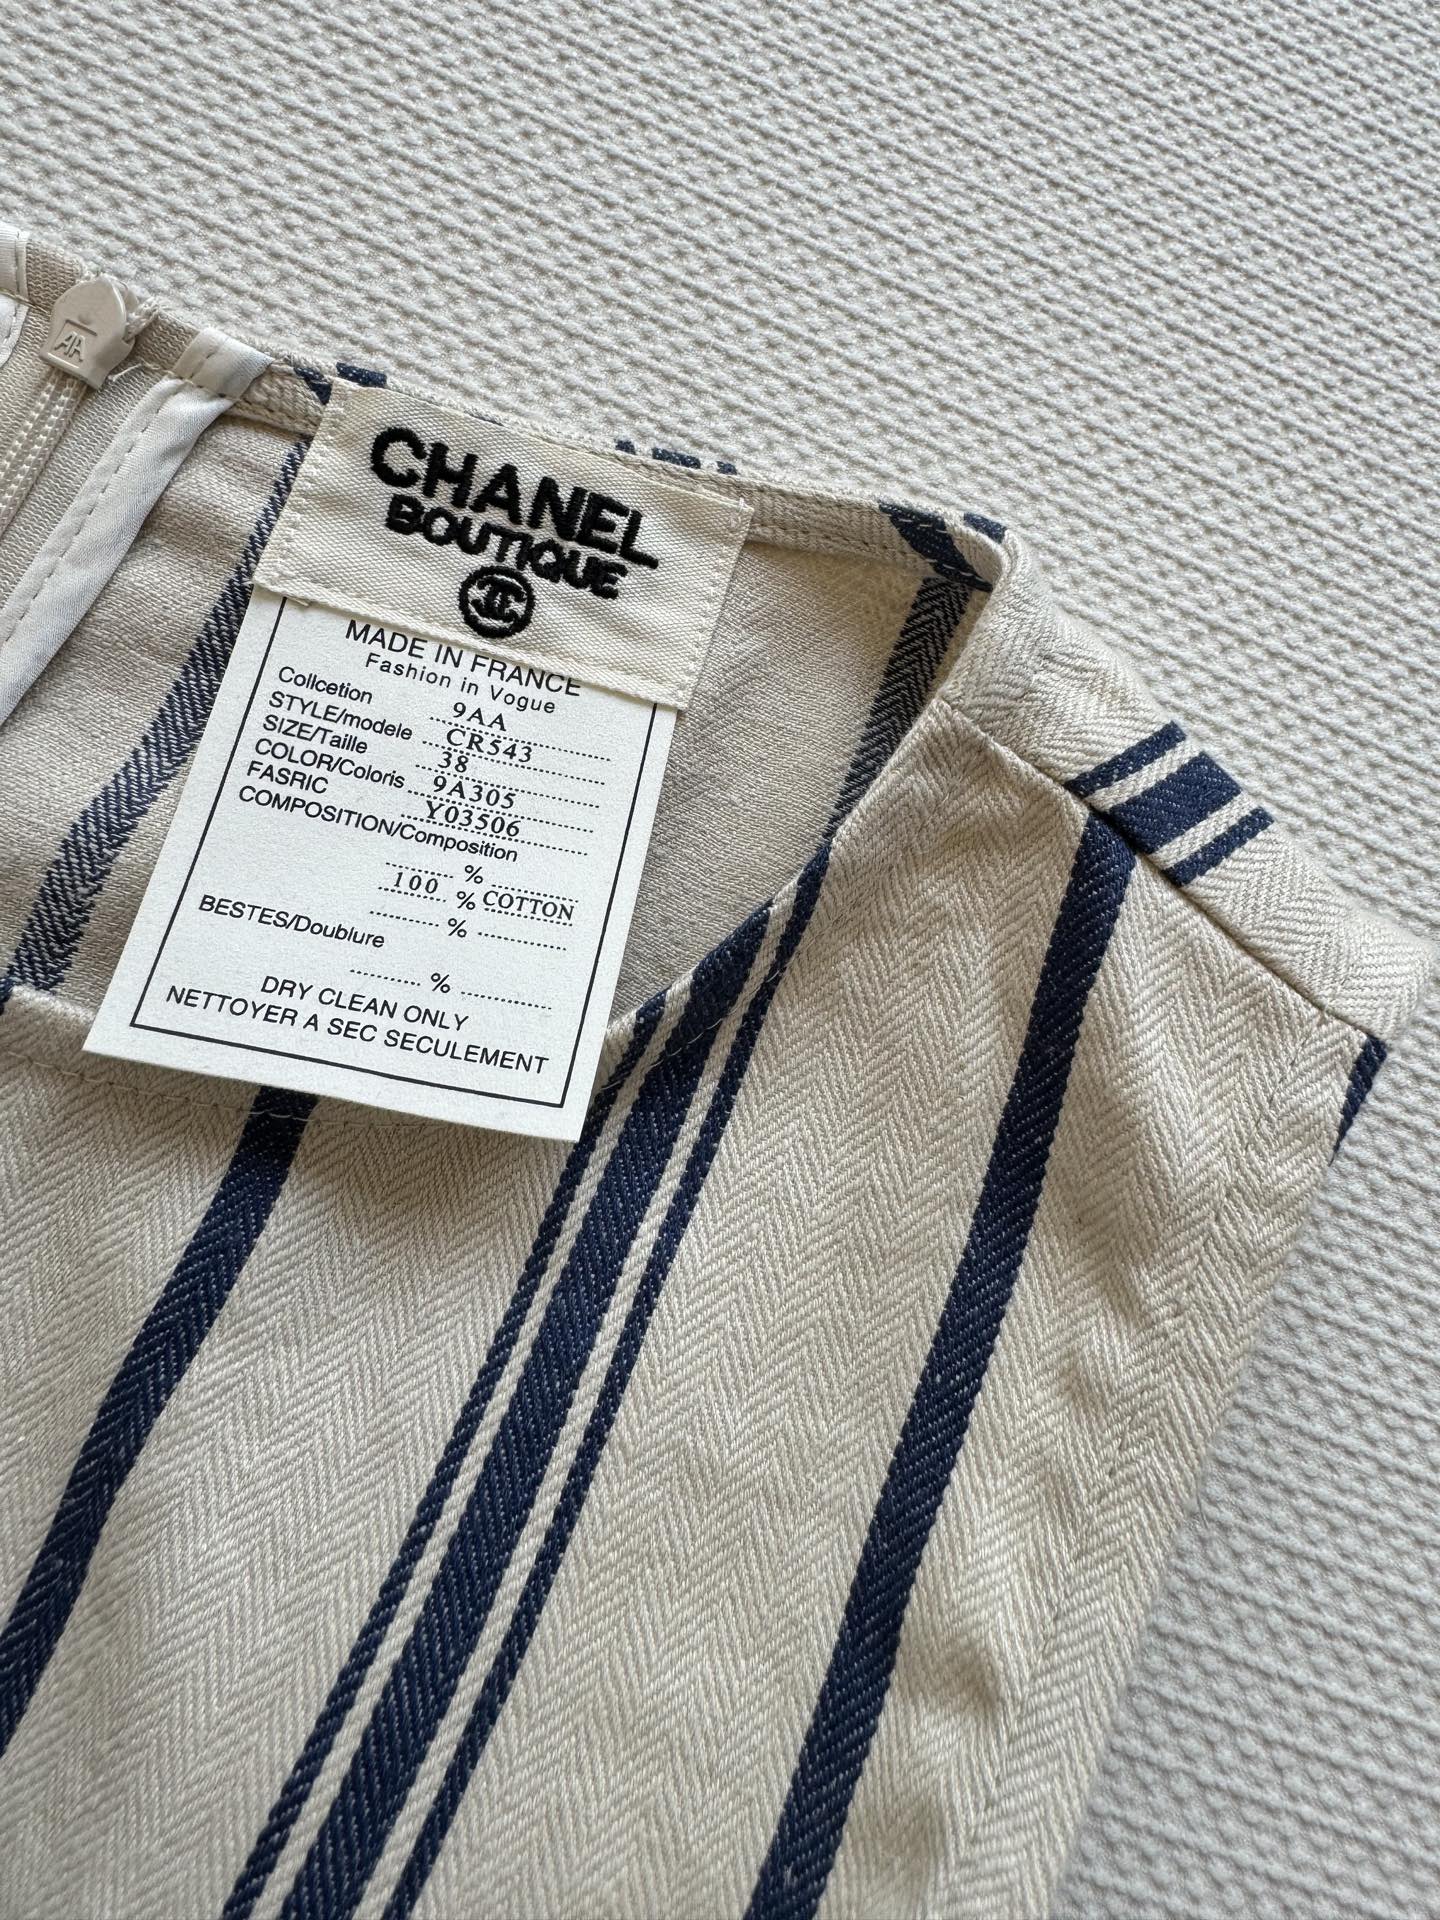 AA
CHANEL
BOUTIQUE
MADE IN FRANCE
Fashion in Vogue
Collcetion 9AA
STYLE/modele CR543
SIZE/Taille 38
COLOR/Coloris 9A305
FASRIC Y03506
COMPOSITION/Composition
........ % ............
100 % COTTON
........ % ............
BESTES/Doublure
........ % ............
DRY CLEAN ONLY
NETTOYER A SEC SECULEMENT